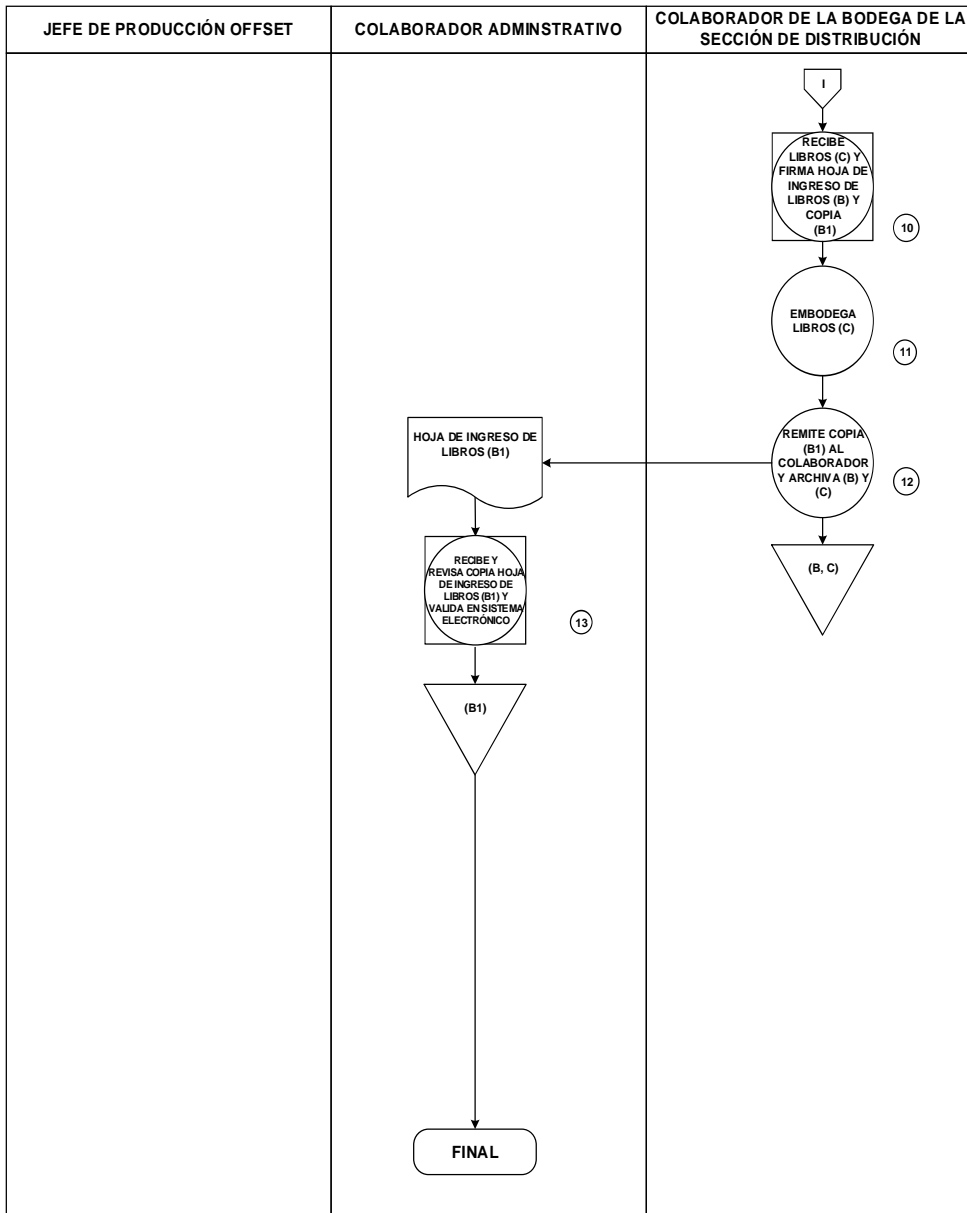 JEFE DE PRODUCCIÓN OFFSET
COLABORADOR ADMINSTRATIVO
COLABORADOR DE LA BODEGA DE LA
SECCIÓN DE DISTRIBUCIÓN
I
RECIBE
LIBROS (C) Y
FIRMA HOJA DE
INGRESO DE
LIBROS (B) Y
COPIA
(B1)
10
EMBODEGA
LIBROS (C)
11
REMITE COPIA
(B1) AL
COLABORADOR
Y ARCHIVA (B) Y
(C)
12
(B, C)
HOJA DE INGRESO DE
LIBROS (B1)
RECIBE Y
REVISA COPIA HOJA
DE INGRESO DE
LIBROS (B1) Y
VALIDA EN SISTEMA
ELECTRÓNICO
13
(B1)
FINAL